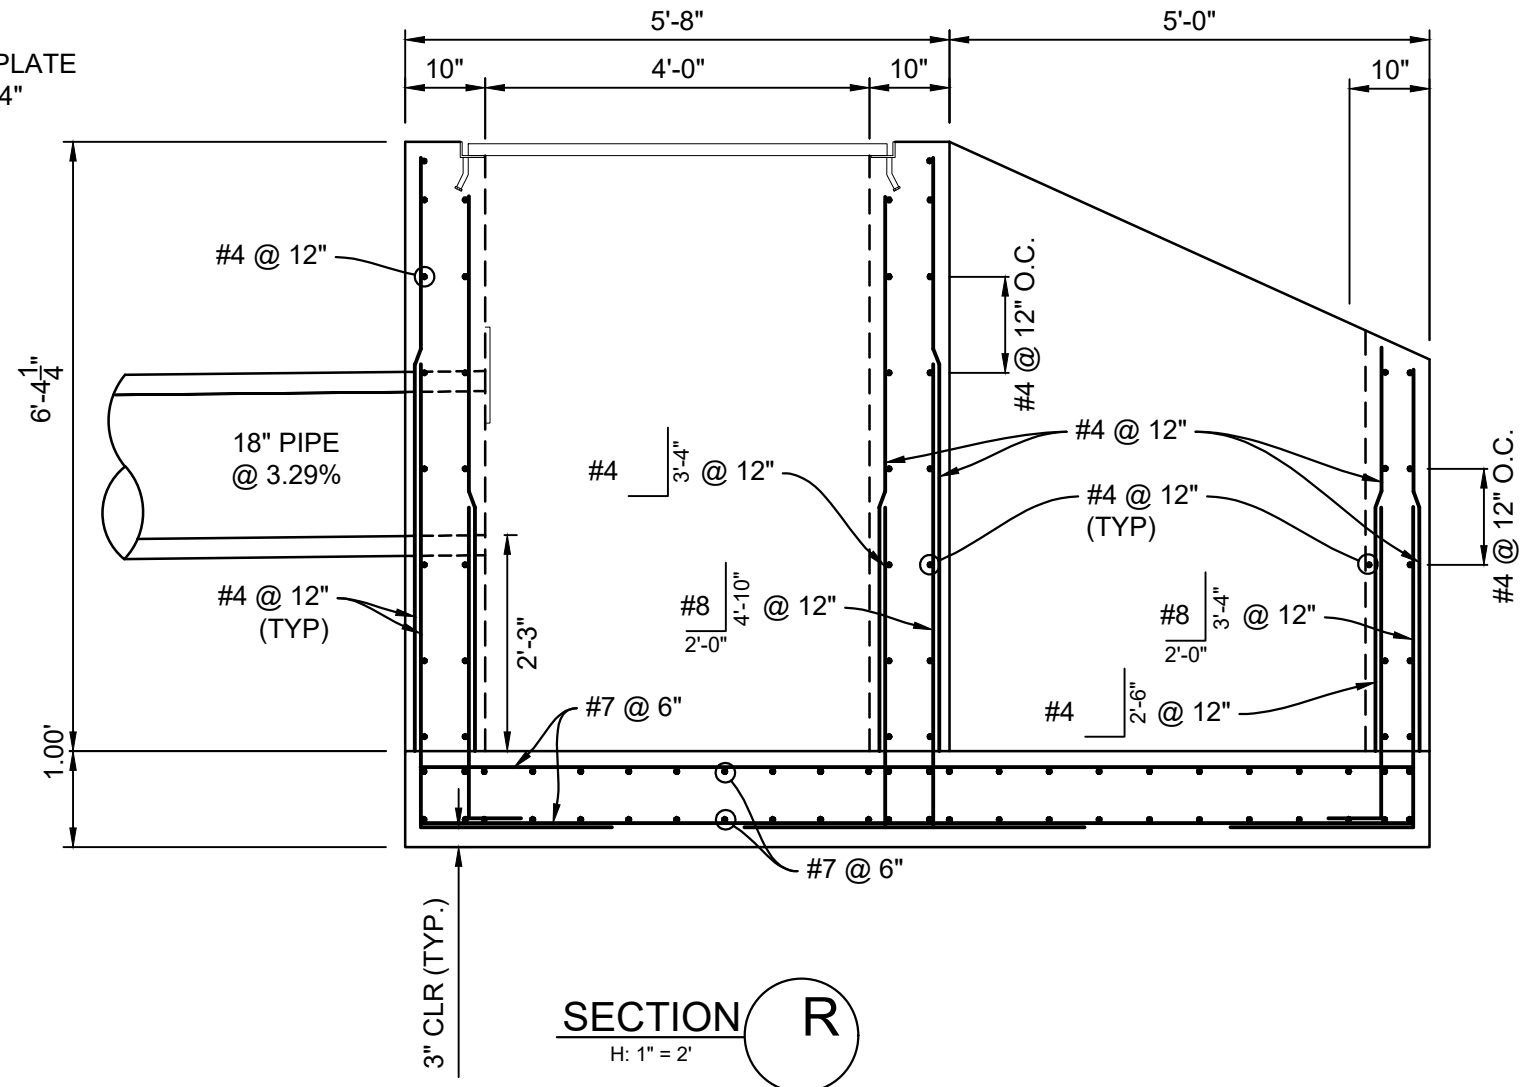 PLATE
4"
5'-8"
5'-0"
10"
4'-0"
10"
10"
#4 @ 12"
#4 @ 12" O.C.
6'-4 1/4"
18" PIPE
@ 3.29%
#4
3'-4"
@ 12"
#4 @ 12"
#4 @ 12"
(TYP)
#4 @ 12" O.C.
#4 @ 12"
(TYP)
2'-3"
#8
4'-10"
2'-0"
@ 12"
#8
3'-4"
2'-0"
@ 12"
#4
2'-6"
@ 12"
#7 @ 6"
1.00'
#7 @ 6"
3" CLR (TYP.)
SECTION
R
H: 1" = 2'